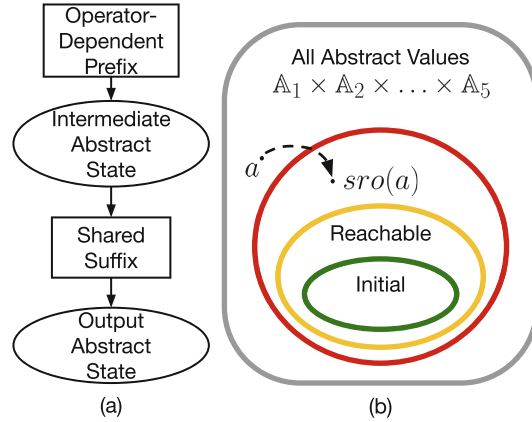 Operator-
Dependent
Prefix
Intermediate
Abstract
State
Shared
Suffix
Output
Abstract
State
(a)
All Abstract Values
𝔸₁ × 𝔸₂ × … × 𝔸₅
a
sro(a)
Reachable
Initial
(b)